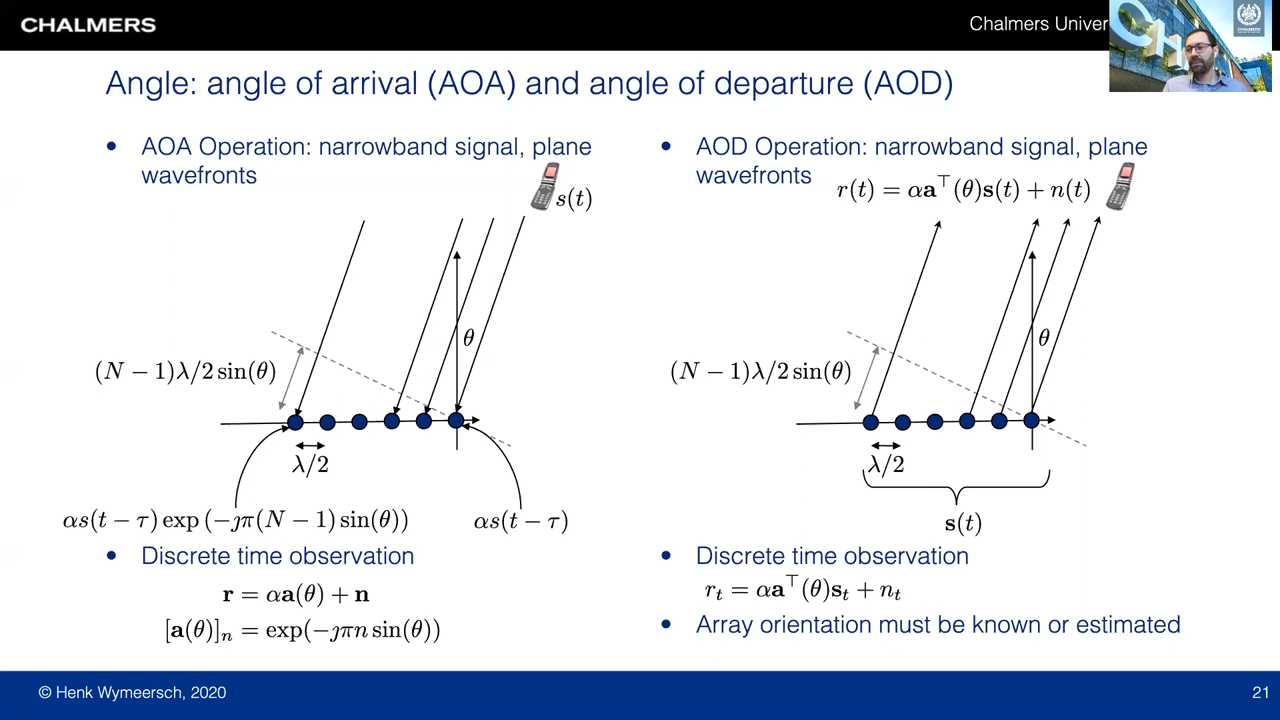 CHALMERS
Chalmers Univer
Angle: angle of arrival (AOA) and angle of departure (AOD)
• AOA Operation: narrowband signal, plane
wavefronts
s(t)
θ
(N − 1)λ/2 sin(θ)
λ/2
αs(t − τ) exp (−ȷπ(N − 1) sin(θ))
αs(t − τ)
• Discrete time observation
r = αa(θ) + n
[a(θ)]ₙ = exp(−ȷπn sin(θ))
• AOD Operation: narrowband signal, plane
wavefronts
r(t) = αa⊤(θ)s(t) + n(t)
θ
(N − 1)λ/2 sin(θ)
λ/2
s(t)
• Discrete time observation
rₜ = αa⊤(θ)sₜ + nₜ
• Array orientation must be known or estimated
© Henk Wymeersch, 2020
21